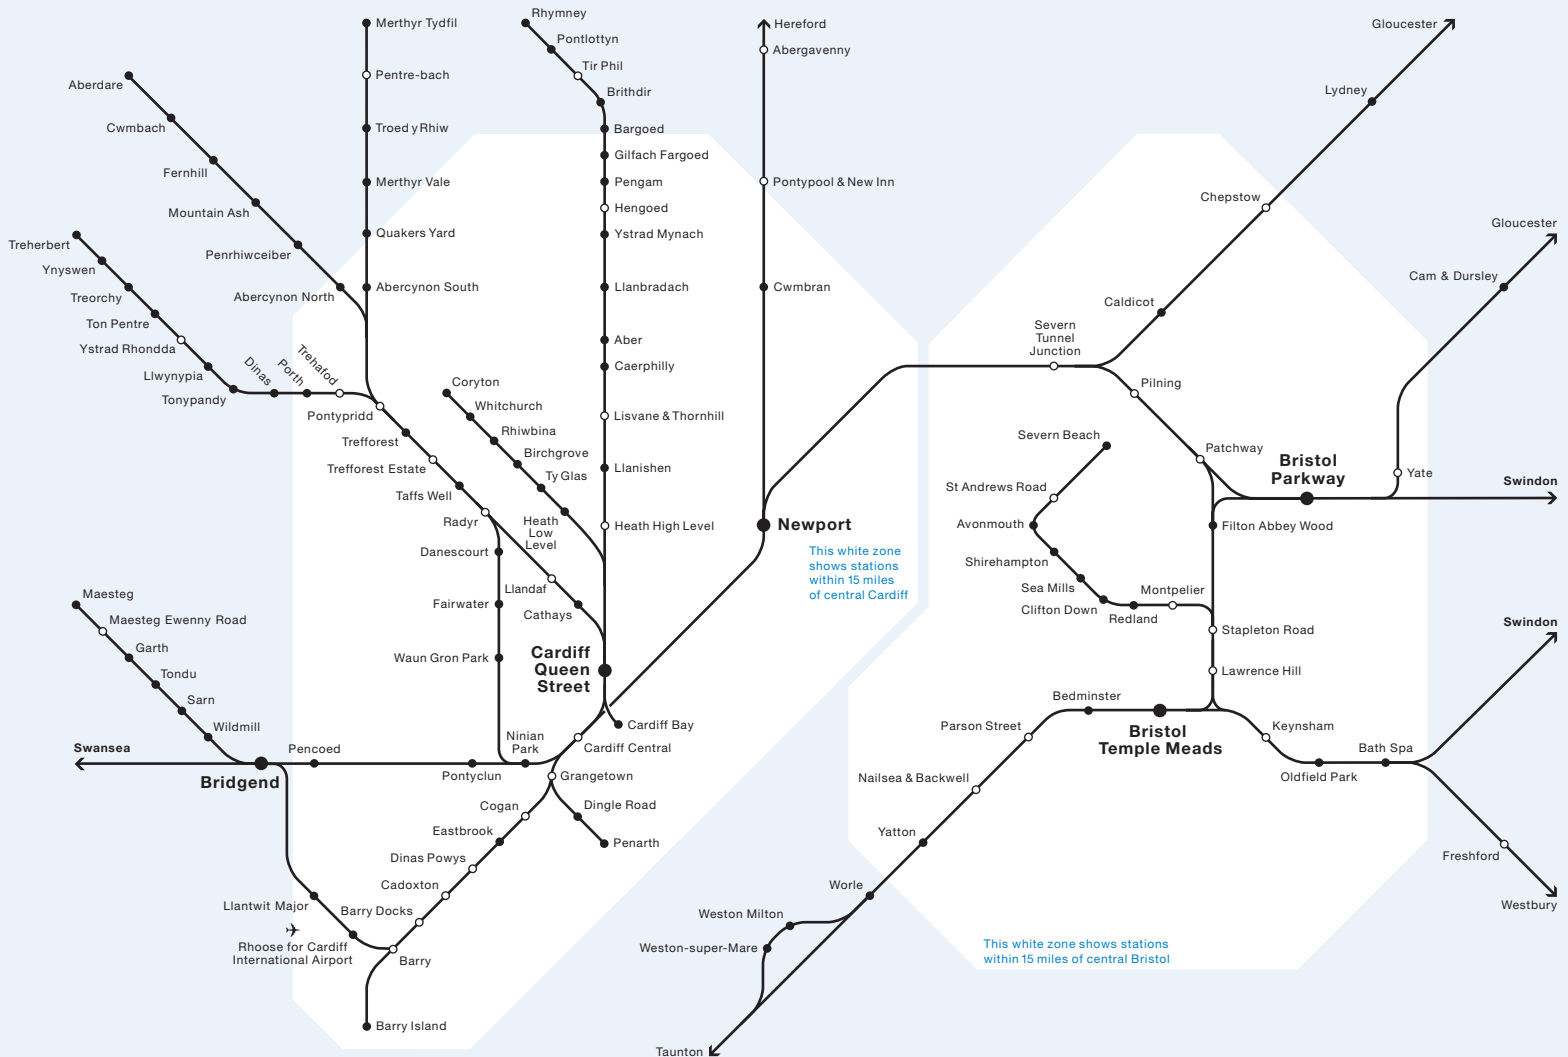 Merthyr Tydfil
Pentre-bach
Troed y Rhiw
Merthyr Vale
Quakers Yard
Abercynon South
Aberdare
Cwmbach
Fernhill
Mountain Ash
Penrhiwceiber
Abercynon North
Treherbert
Ynyswen
Treorchy
Ton Pentre
Ystrad Rhondda
Llwynypia
Tonypandy
Dinas
Porth
Trehafod
Pontypridd
Trefforest
Trefforest Estate
Taffs Well
Radyr
Danescourt
Fairwater
Waun Gron Park
Ninian
Park
Llandaf
Cathays
Coryton
Whitchurch
Rhiwbina
Birchgrove
Ty Glas
Heath
Low
Level
Rhymney
Pontlottyn
Tir Phil
Brithdir
Bargoed
Gilfach Fargoed
Pengam
Hengoed
Ystrad Mynach
Llanbradach
Aber
Caerphilly
Lisvane & Thornhill
Llanishen
Heath High Level
Cardiff
Queen
Street
Cardiff Bay
Cardiff Central
Grangetown
Dingle Road
Penarth
Cogan
Eastbrook
Dinas Powys
Cadoxton
Barry Docks
Barry
Barry Island
Rhoose for Cardiff
International Airport
Llantwit Major
Maesteg
Maesteg Ewenny Road
Garth
Tondu
Sarn
Wildmill
Swansea
Bridgend
Pencoed
Pontyclun
Hereford
Abergavenny
Pontypool & New Inn
Cwmbran
Newport
This white zone
shows stations
within 15 miles
of central Cardiff
Gloucester
Lydney
Chepstow
Caldicot
Severn
Tunnel
Junction
Pilning
Patchway
Bristol
Parkway
Gloucester
Cam & Dursley
Yate
Swindon
Filton Abbey Wood
Severn Beach
St Andrews Road
Avonmouth
Shirehampton
Sea Mills
Clifton Down
Redland
Montpelier
Stapleton Road
Lawrence Hill
Bedminster
Bristol
Temple Meads
Parson Street
Nailsea & Backwell
Yatton
Worle
Weston Milton
Weston-super-Mare
Taunton
Keynsham
Oldfield Park
Bath Spa
Swindon
Freshford
Westbury
This white zone shows stations
within 15 miles of central Bristol